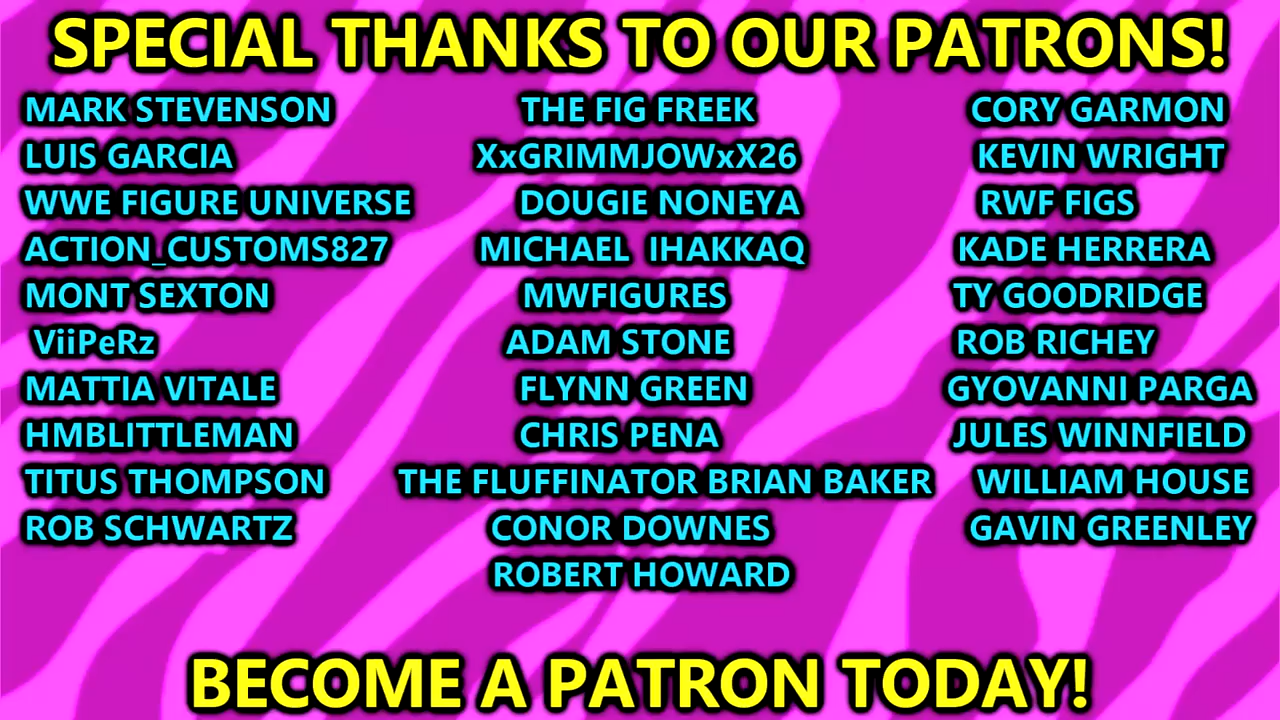 SPECIAL THANKS TO OUR PATRONS!
MARK STEVENSON THE FIG FREEK CORY GARMON
LUIS GARCIA XxGRIMMJOWxX26 KEVIN WRIGHT
WWE FIGURE UNIVERSE DOUGIE NONEYA RWF FIGS
ACTION_CUSTOMS827 MICHAEL IHAKKAQ KADE HERRERA
MONT SEXTON MWFIGURES TY GOODRIDGE
ViiPeRz ADAM STONE ROB RICHEY
MATTIA VITALE FLYNN GREEN GYOVANNI PARGA
HMBLITTLEMAN CHRIS PENA JULES WINNFIELD
TITUS THOMPSON THE FLUFFINATOR BRIAN BAKER WILLIAM HOUSE
ROB SCHWARTZ CONOR DOWNES GAVIN GREENLEY
ROBERT HOWARD
BECOME A PATRON TODAY!